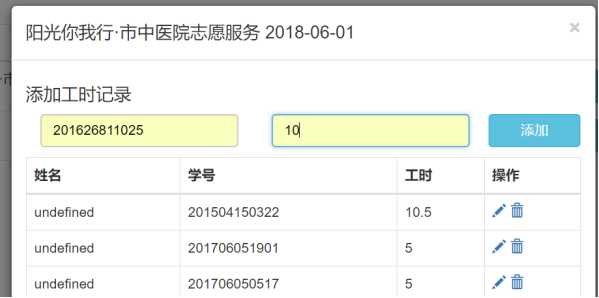 阳光你我行·市中医院志愿服务 2018-06-01 ×
添加工时记录
201626811025 10 添加
姓名 学号 工时 操作
undefined 201504150322 10.5
undefined 201706051901 5
undefined 201706050517 5